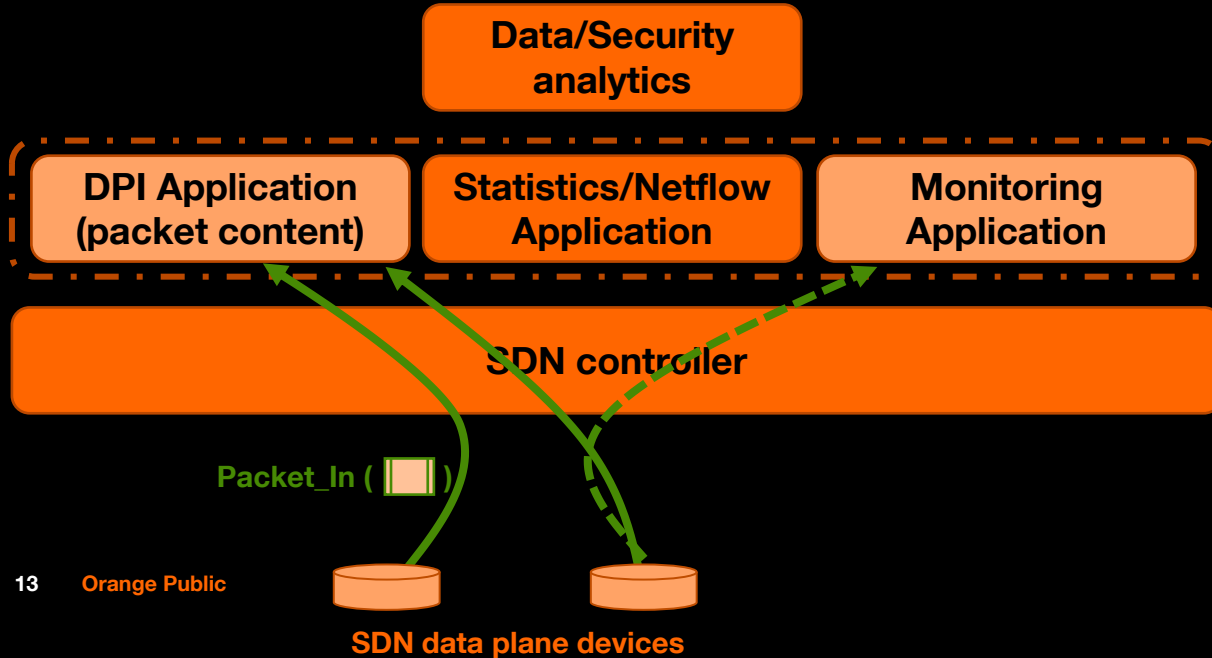 Data/Security
analytics
DPI Application
(packet content)
Statistics/Netflow
Application
Monitoring
Application
SDN controller
Packet_In ( )
13 Orange Public
SDN data plane devices